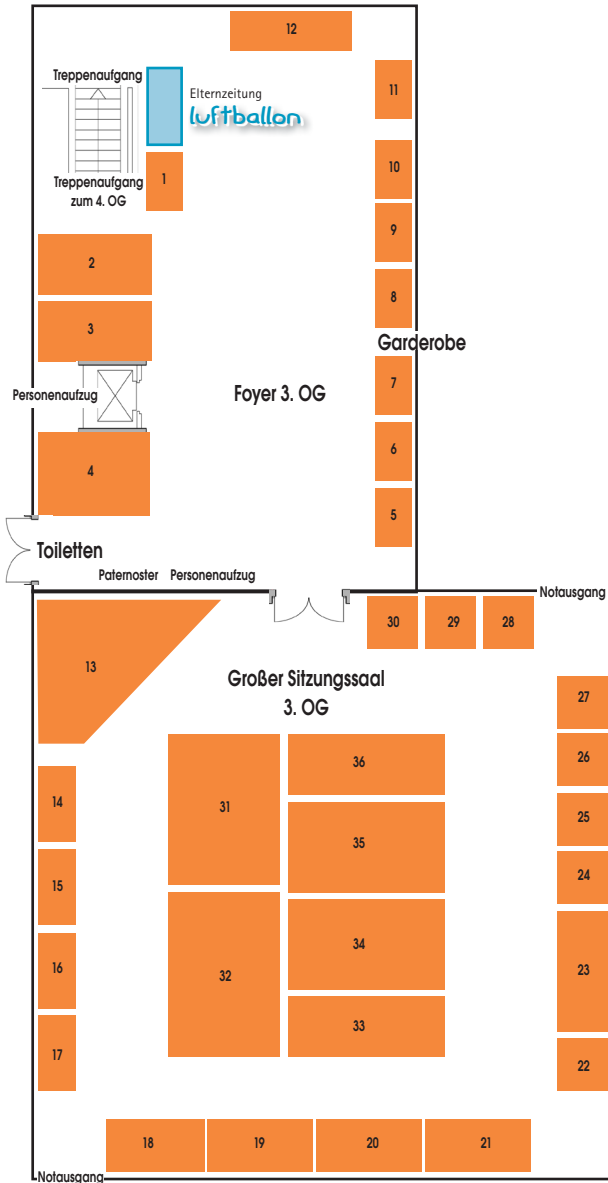 12
Treppenaufgang
11
Elternzeitung
luftballon
10
1
Treppenaufgang
zum 4. OG
9
2
8
3
Garderobe
7
Personenaufzug
Foyer 3. OG
6
4
5
Toiletten
Paternoster Personenaufzug
Notausgang
30
29
28
13
Großer Sitzungssaal
3. OG
27
36
26
14
31
25
35
24
15
34
16
32
23
33
17
22
18
19
20
21
Notausgang